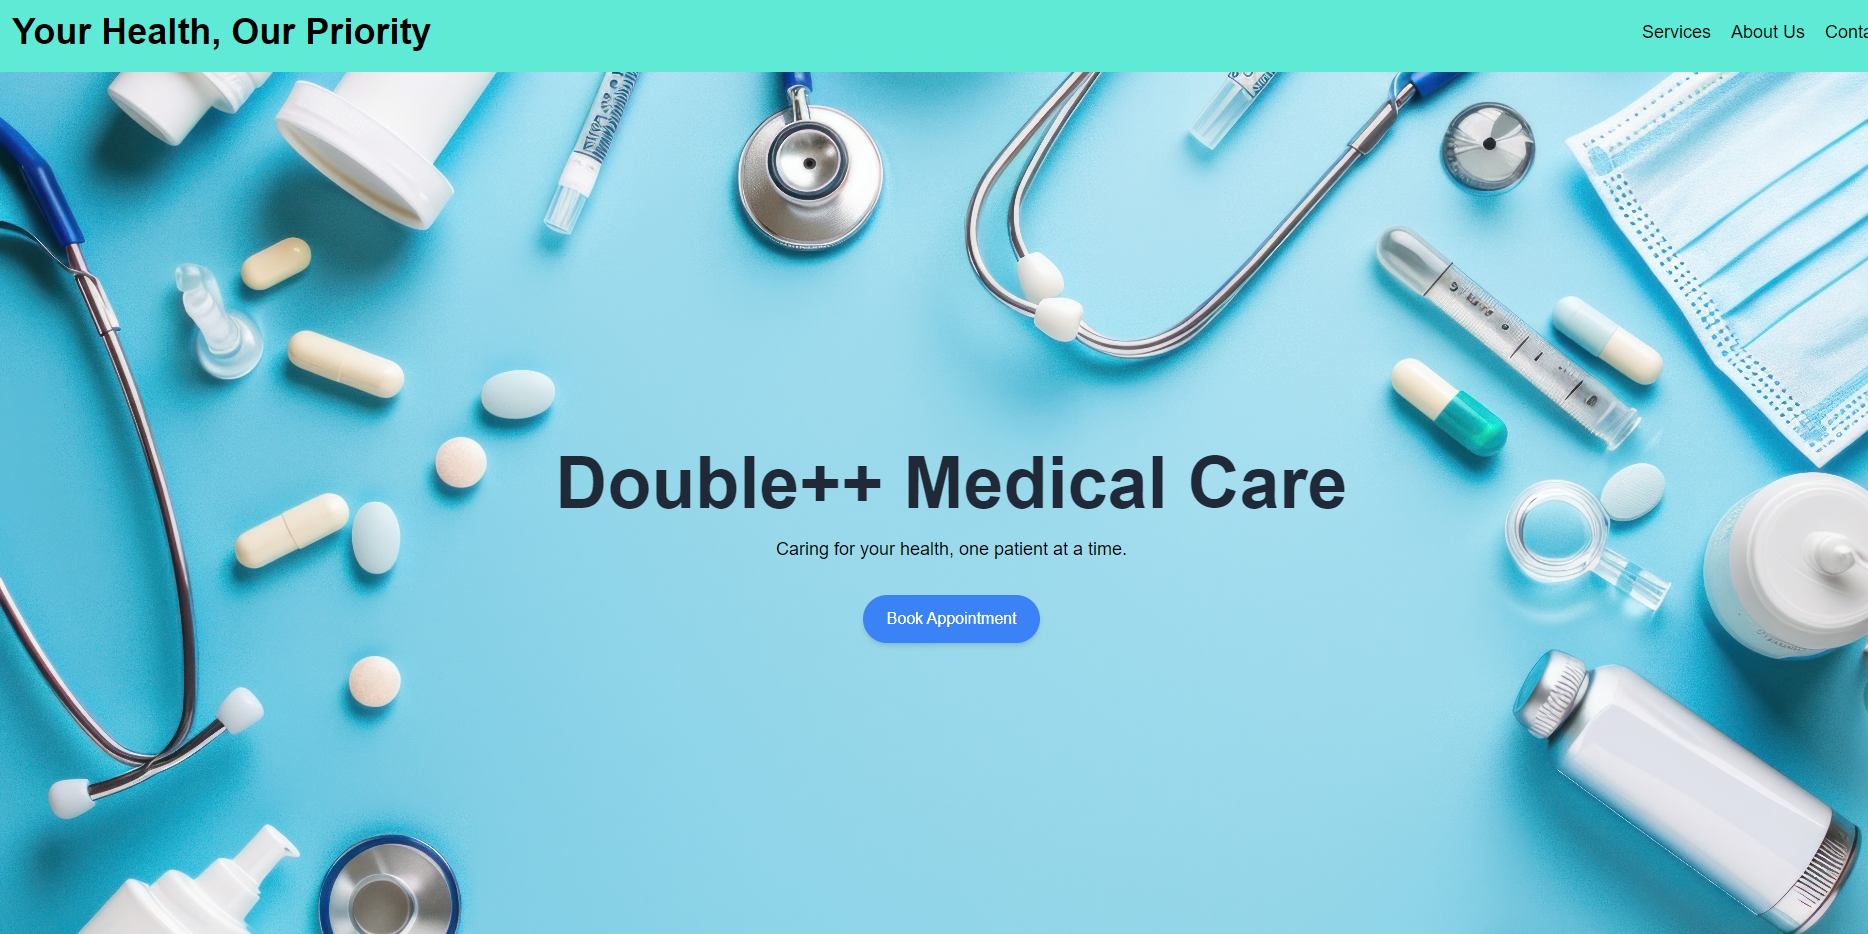 Your Health, Our Priority
Services About Us Conta
Double++ Medical Care
Caring for your health, one patient at a time.
Book Appointment